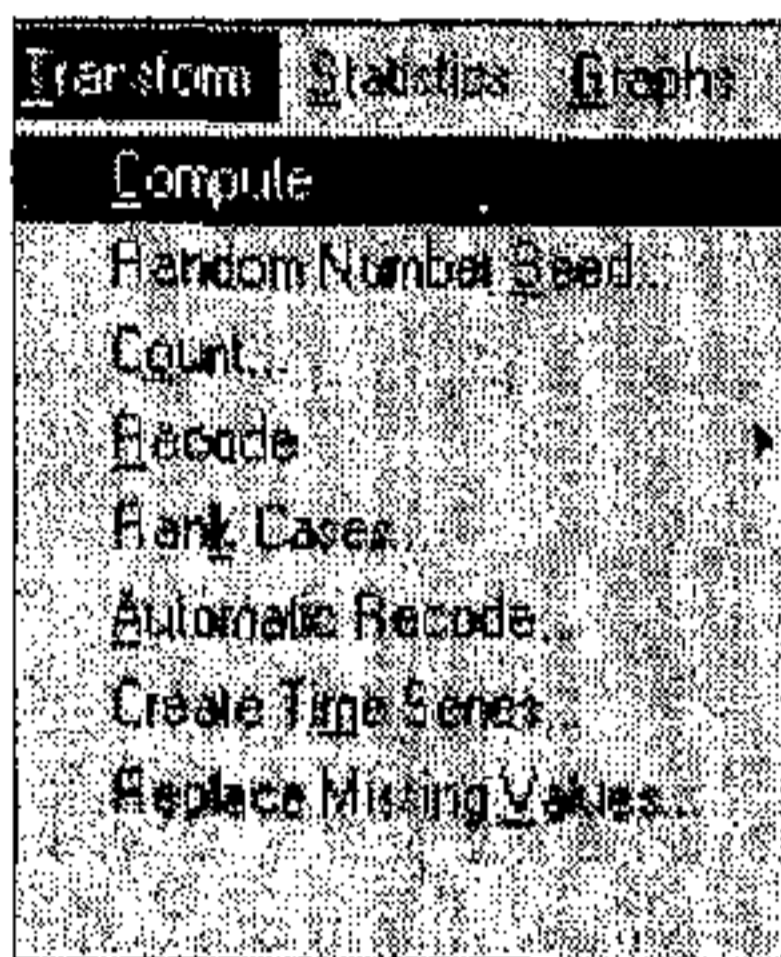 Transform Statistics Graphs
Compute
Random Number Seed...
Count...
Recode
Rank Cases...
Automatic Recode...
Create Time Series...
Replace Missing Values...